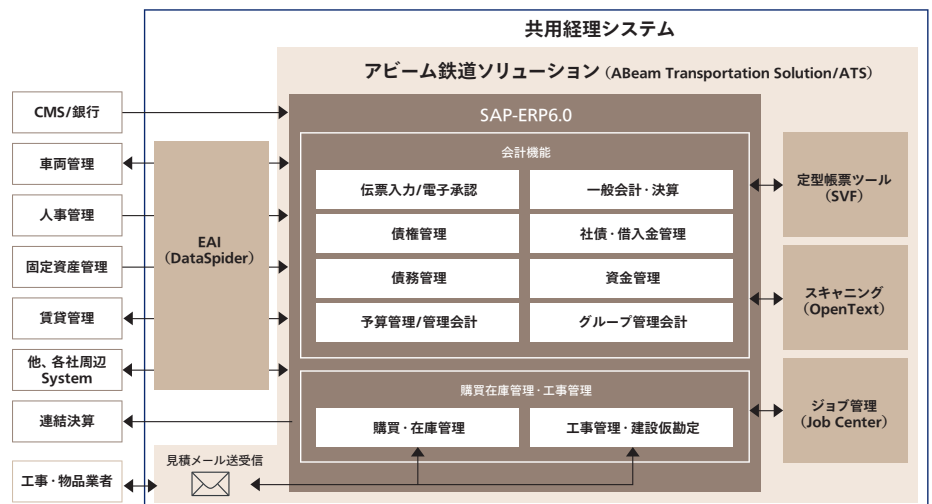 共用経理システム
アビーム鉄道ソリューション（ABeam Transportation Solution/ATS）
SAP-ERP6.0
会計機能
伝票入力/電子承認
一般会計・決算
債権管理
社債・借入金管理
債務管理
資金管理
予算管理/管理会計
グループ管理会計
購買在庫管理・工事管理
購買・在庫管理
工事管理・建設仮勘定
CMS/銀行
車両管理
人事管理
固定資産管理
賃貸管理
他、各社周辺
System
連結決算
工事・物品業者
EAI
（DataSpider）
見積メール送受信
定型帳票ツール
（SVF）
スキャニング
（OpenText）
ジョブ管理
（Job Center）